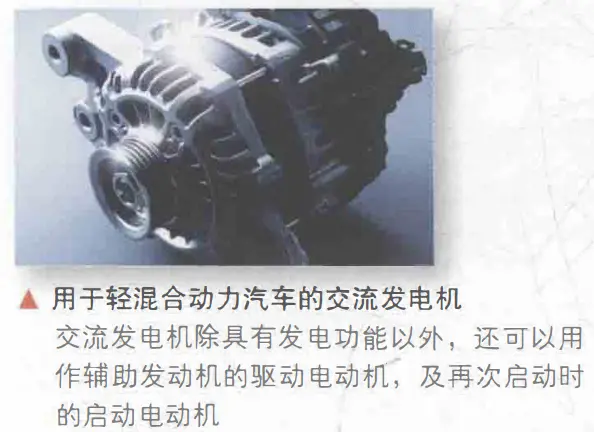 ▲ 用于轻混合动力汽车的交流发电机
交流发电机除具有发电功能以外，还可以用
作辅助发动机的驱动电动机，及再次启动时
的启动电动机